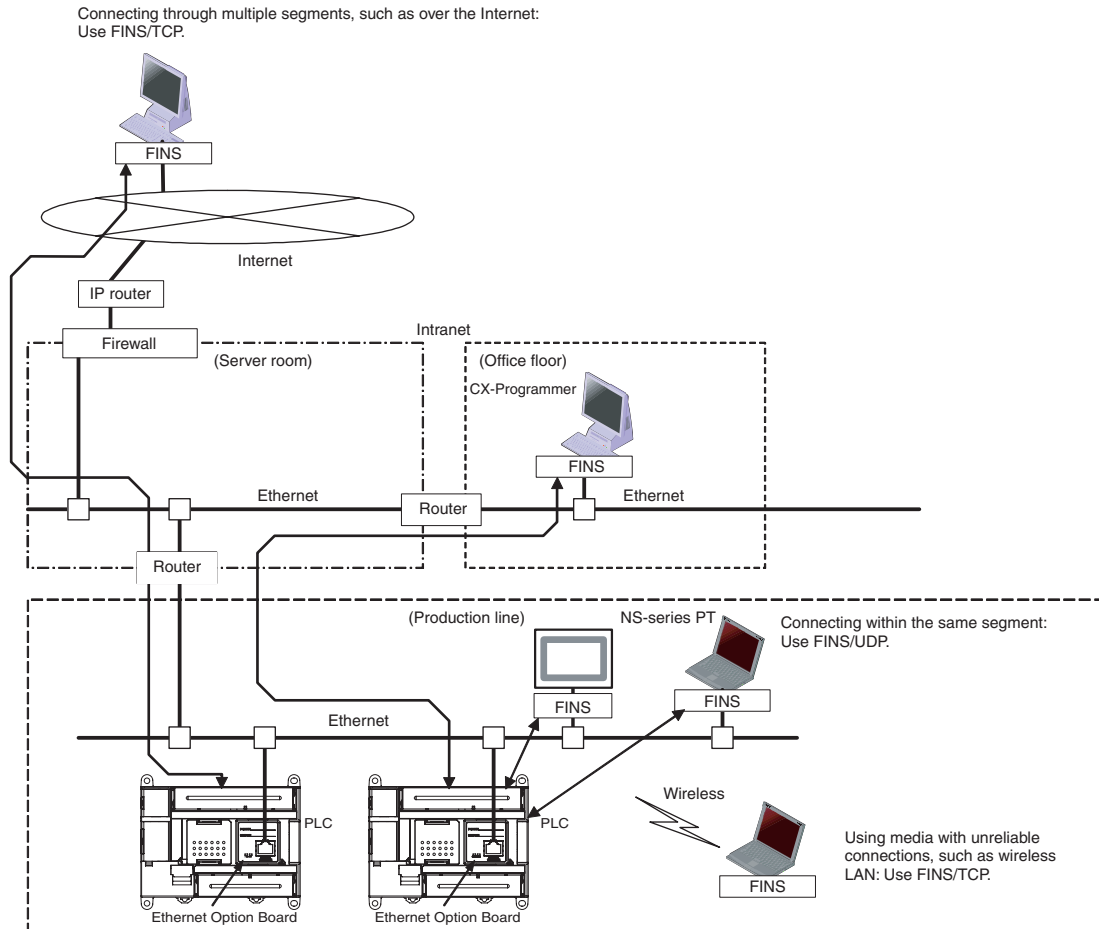 Connecting through multiple segments, such as over the Internet:
Use FINS/TCP.
FINS
Internet
IP router
Intranet
Firewall
(Server room)
(Office floor)
CX-Programmer
FINS
Ethernet
Router
Ethernet
Router
(Production line)
NS-series PT
Connecting within the same segment:
Use FINS/UDP.
FINS
FINS
Ethernet
Wireless
PLC
PLC
Using media with unreliable
connections, such as wireless
LAN: Use FINS/TCP.
FINS
Ethernet Option Board
Ethernet Option Board